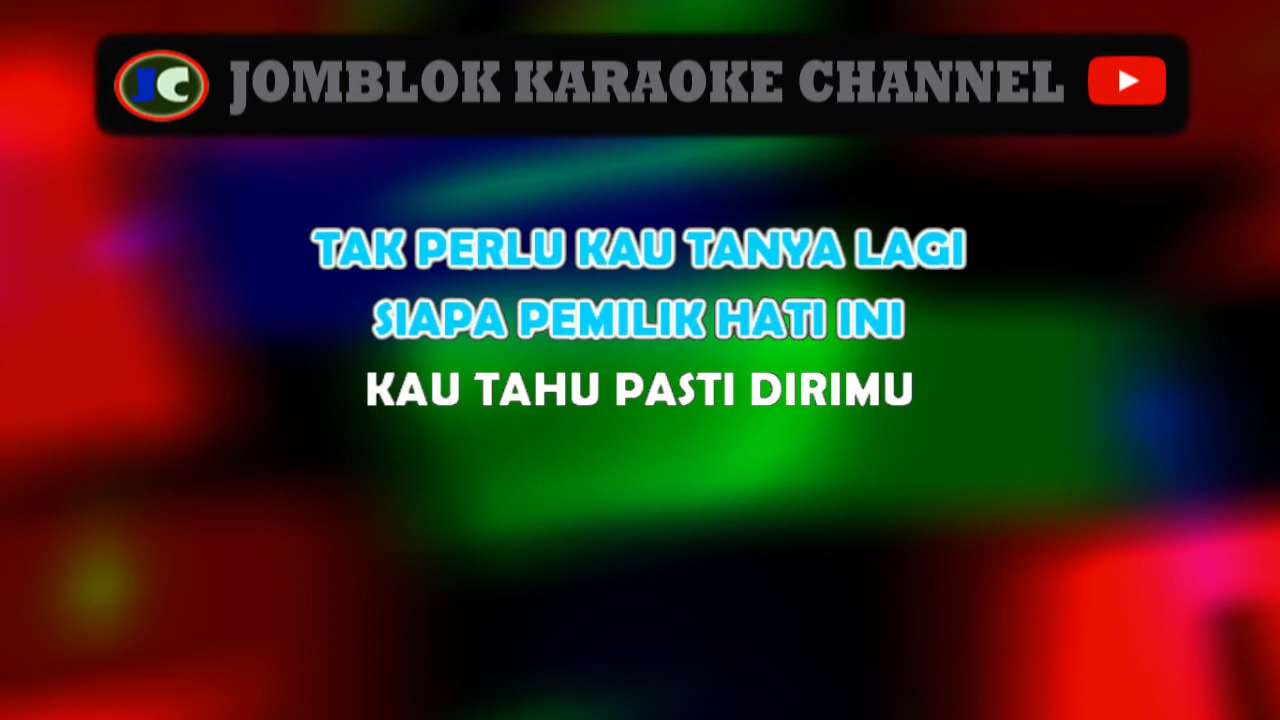 JC JOMBLOK KARAOKE CHANNEL
TAK PERLU KAU TANYA LAGI
SIAPA PEMILIK HATI INI
KAU TAHU PASTI DIRIMU